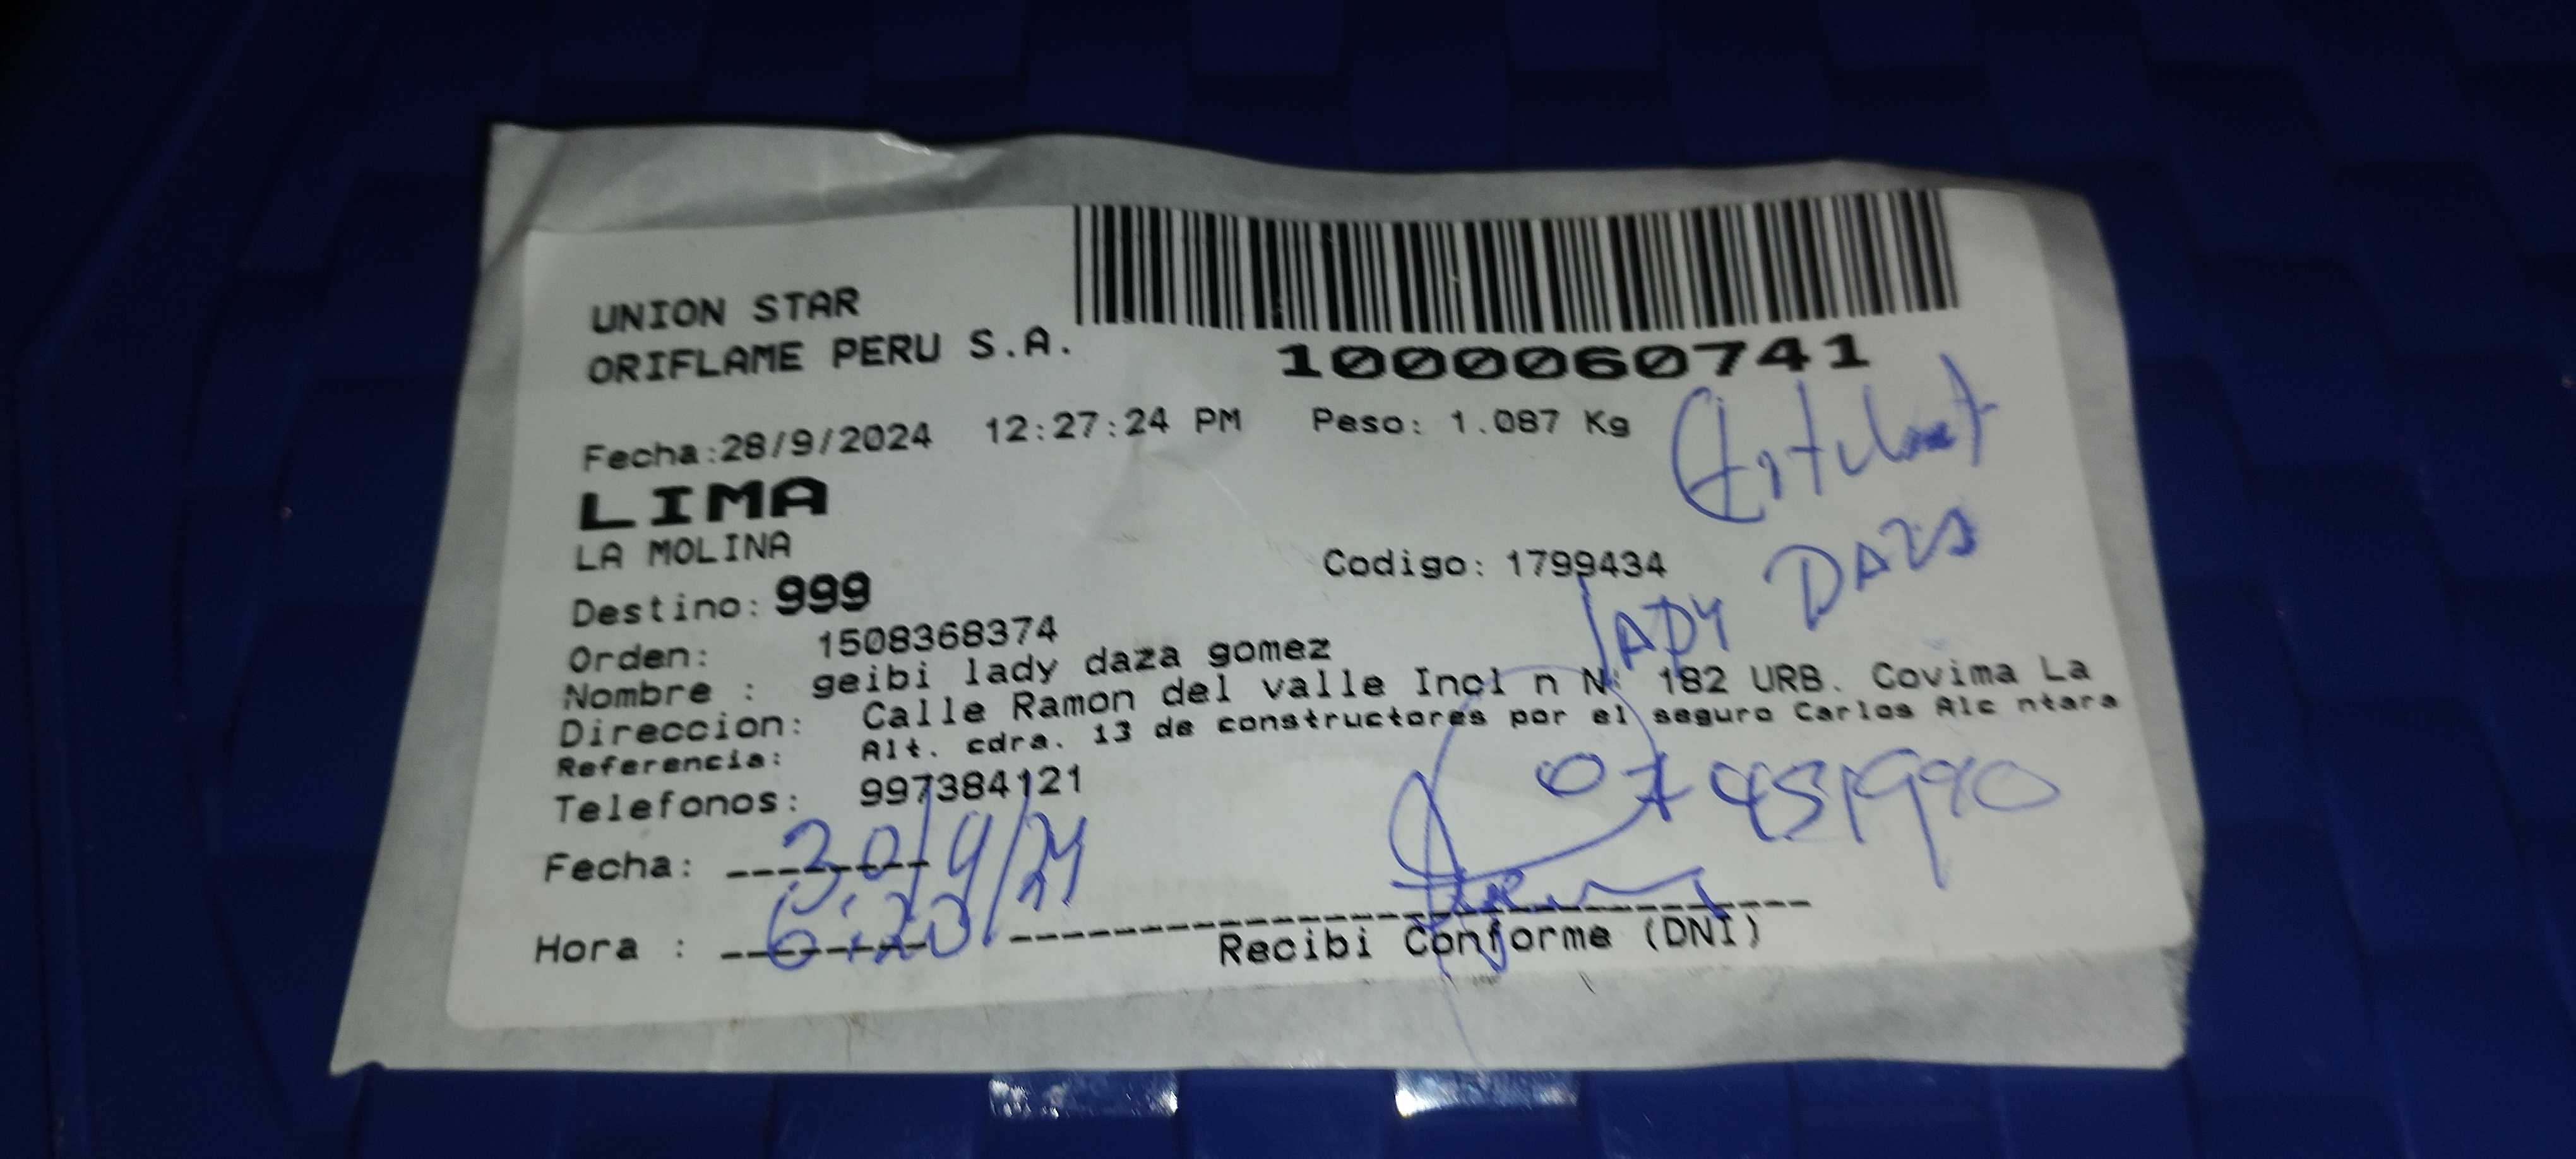 UNION STAR
ORIFLAME PERU S.A.
1000060741
Fecha:28/9/2024 12:27:24 PM Peso: 1.087 Kg
LIMA
LA MOLINA
Codigo: 1799434
Destino: 999
LADY DAZA
Orden: 1508368374
Nombre : geibi lady daza gomez
Direccion: Calle Ramon del valle Incl n N 182 URB. Covima La
Referencia: Alt. cdra. 13 de constructores por el seguro Carlos Alc ntara
Telefonos: 997384121
07451990
Fecha: 30/9/24
Hora : 6:20
Recibi Conforme (DNI)